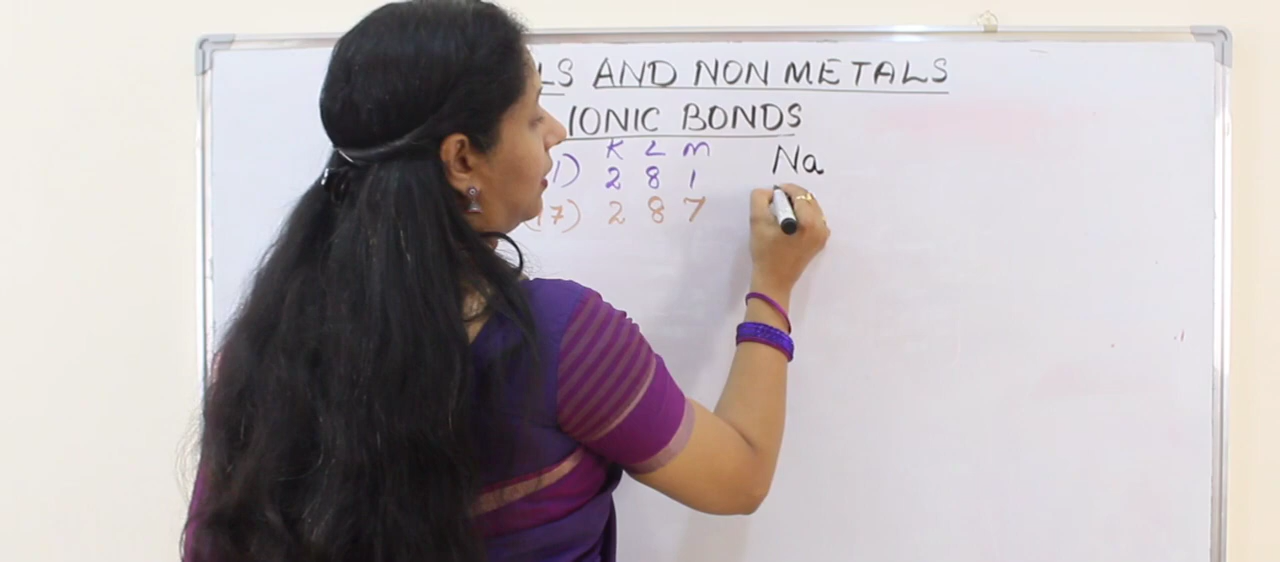 LS AND NON METALS
IONIC BONDS
K L M
1) 2 8 1 Na
(17) 2 8 7